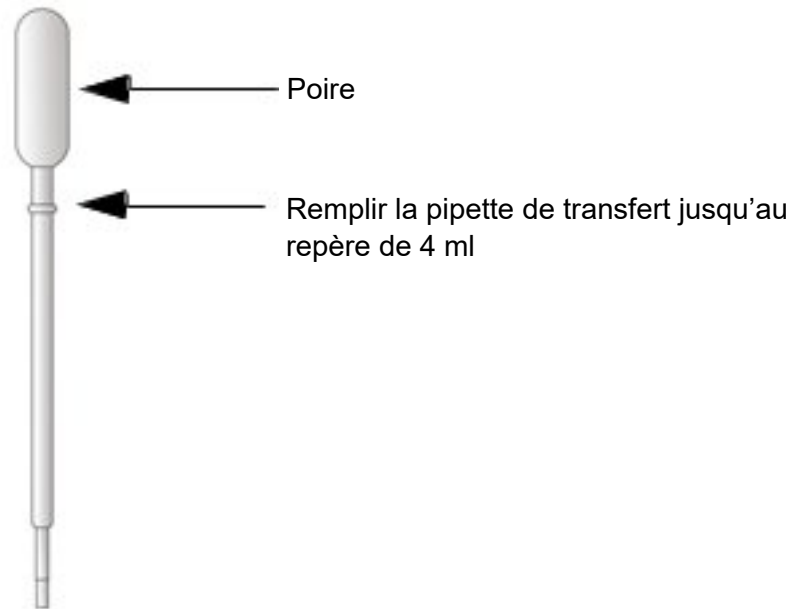 Poire
Remplir la pipette de transfert jusqu’au
repère de 4 ml